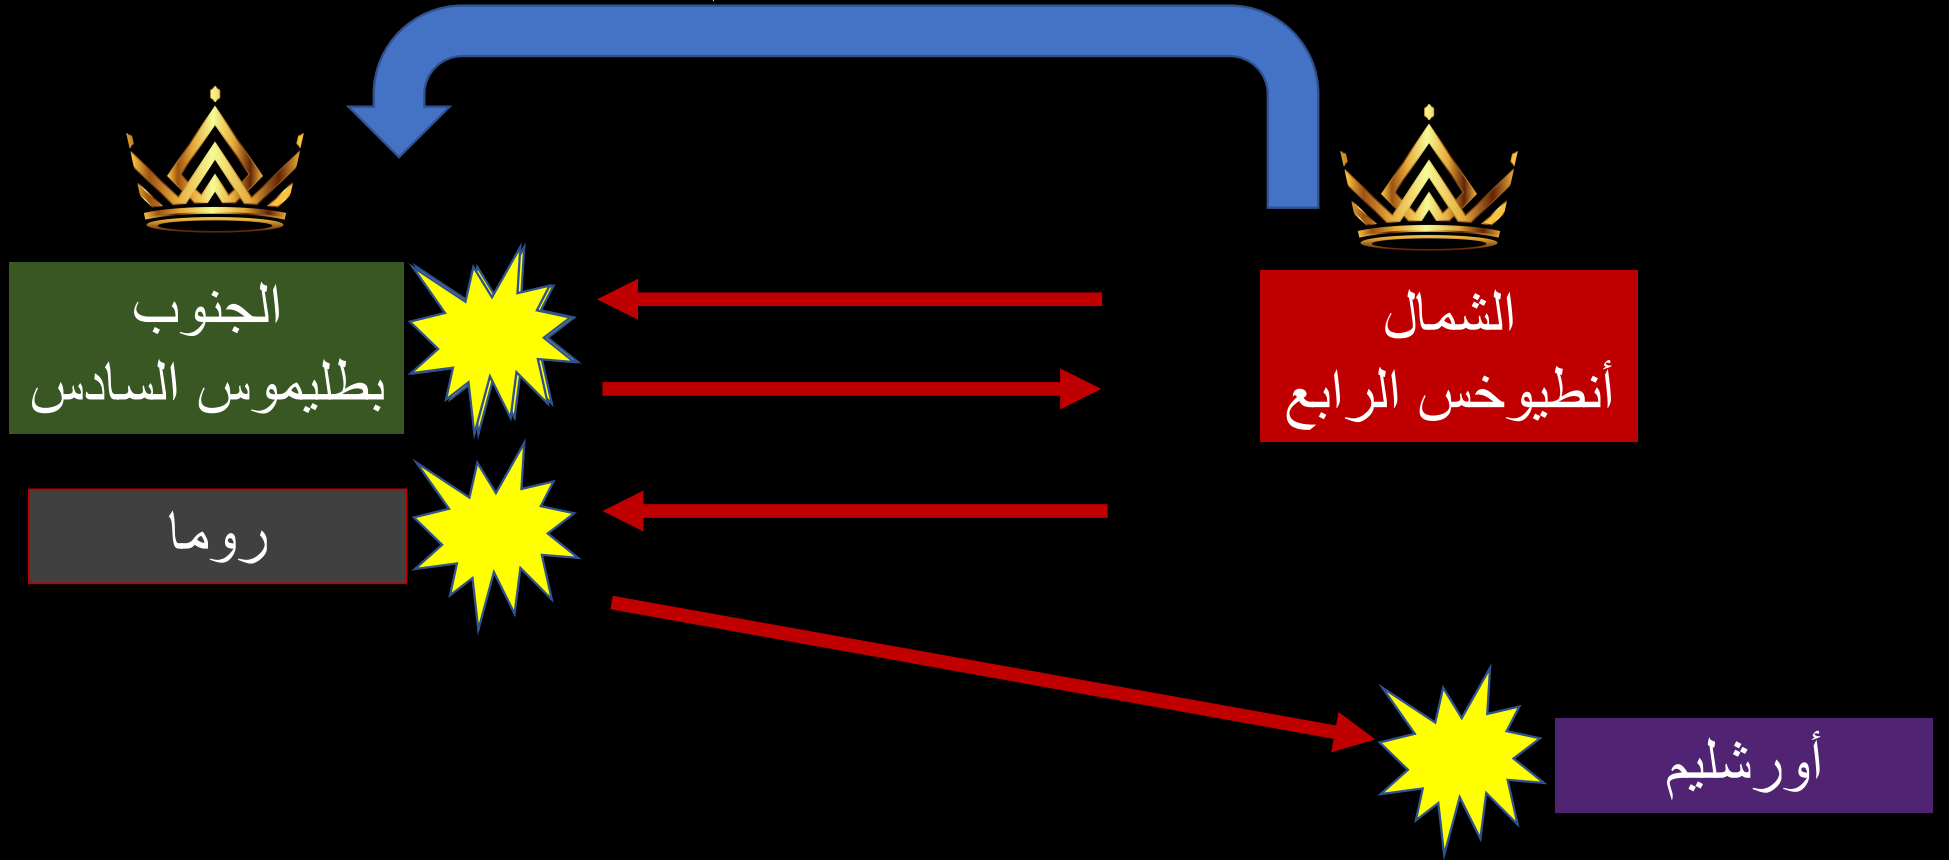 الشمال
أنطيوخس الرابع
الجنوب
بطليموس السادس
روما
أورشليم